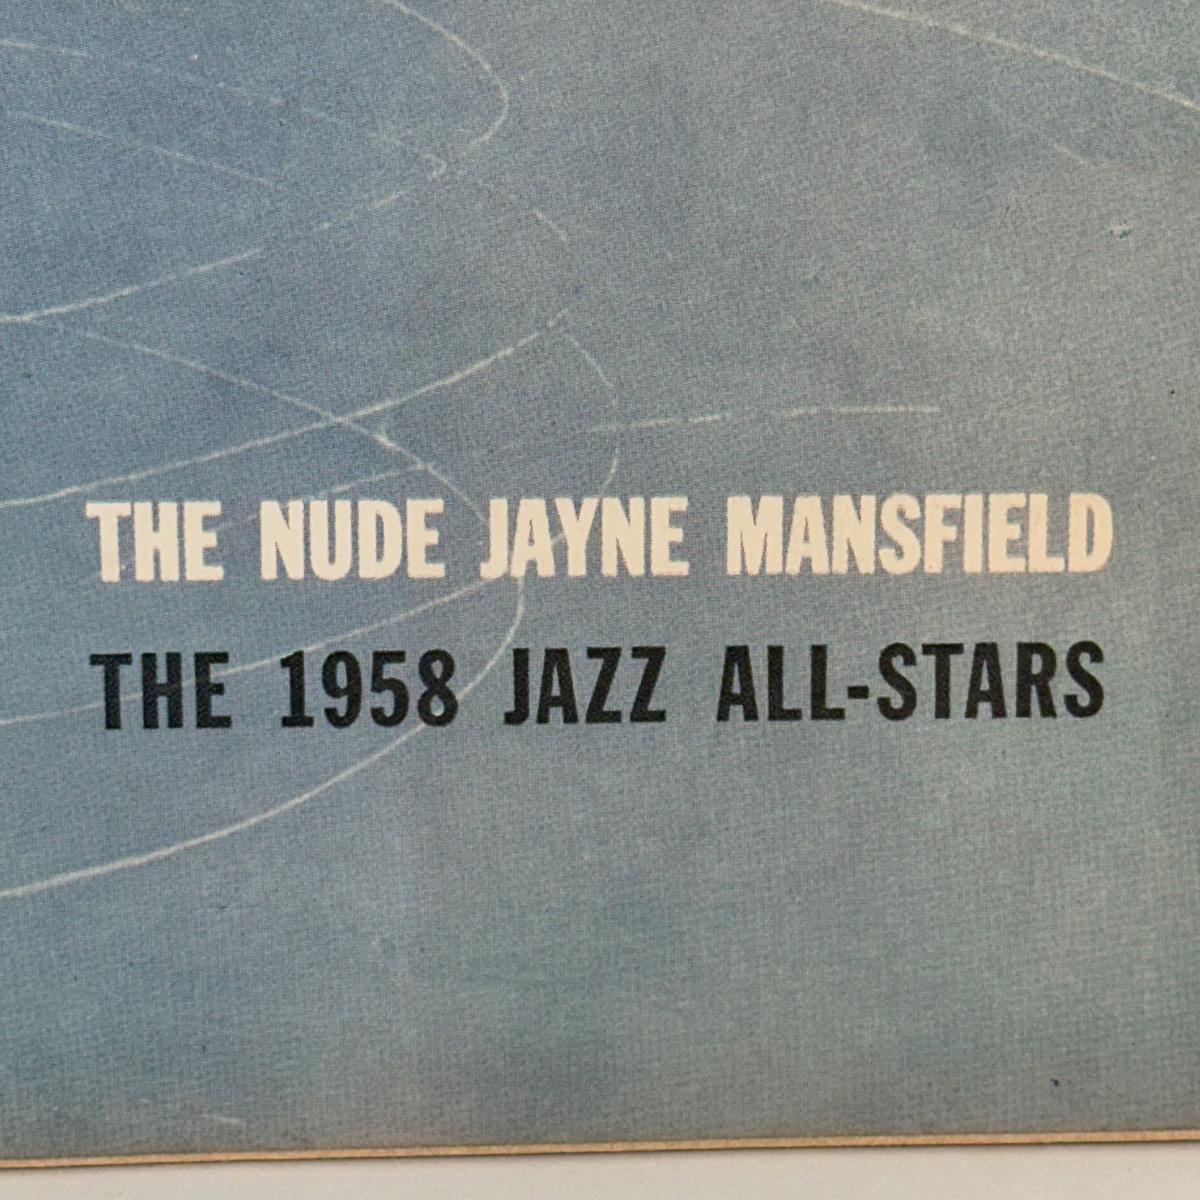 THE NUDE JAYNE MANSFIELD
THE 1958 JAZZ ALL-STARS